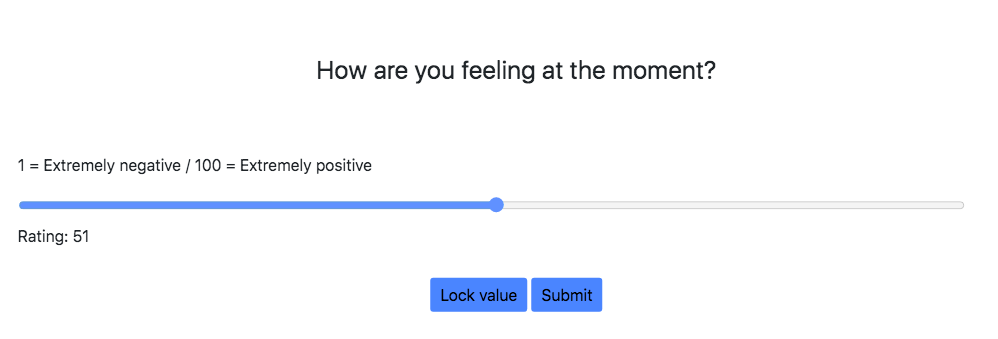 How are you feeling at the moment?
1 = Extremely negative / 100 = Extremely positive
Rating: 51
Lock value Submit